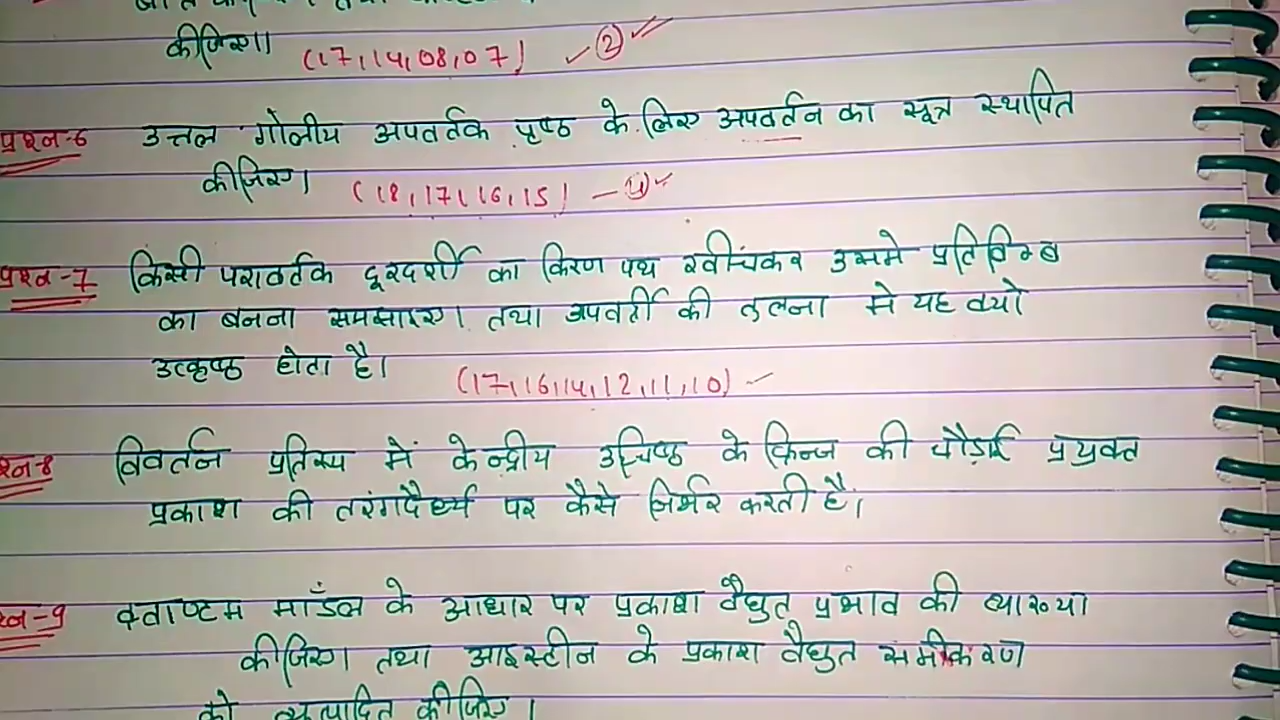 कीजिए। (17,14,08,07) ②
प्रश्न-6 उत्तल गोलीय अपवर्तक पृष्ठ के लिए अपवर्तन का सूत्र स्थापित
कीजिए। (18,17,16,15) - 4
प्रश्न-7 किसी परावर्तक दूरदर्शी का किरण पथ खींचकर उसमे प्रतिविम्ब
का बनना समझाइए। तथा अपवर्ती की तुलना मे यह क्यो
उत्कृष्ठ होता है। (17,16,14,12,11,10)
श्न-8 विवर्तन प्रतिरूप में केन्द्रीय उच्चिष्ठ के फ्रिन्ज की चौड़ाई प्रयुक्त
प्रकाश की तरंगदैर्ध्य पर कैसे निर्भर करती है।
श्न-9 क्वाण्टम मॉडल के आधार पर प्रकाश वैद्युत प्रभाव की व्याख्या
कीजिए। तथा आइस्टीन के प्रकाश वैद्युत समीकरण
को व्युत्पादित कीजिए।